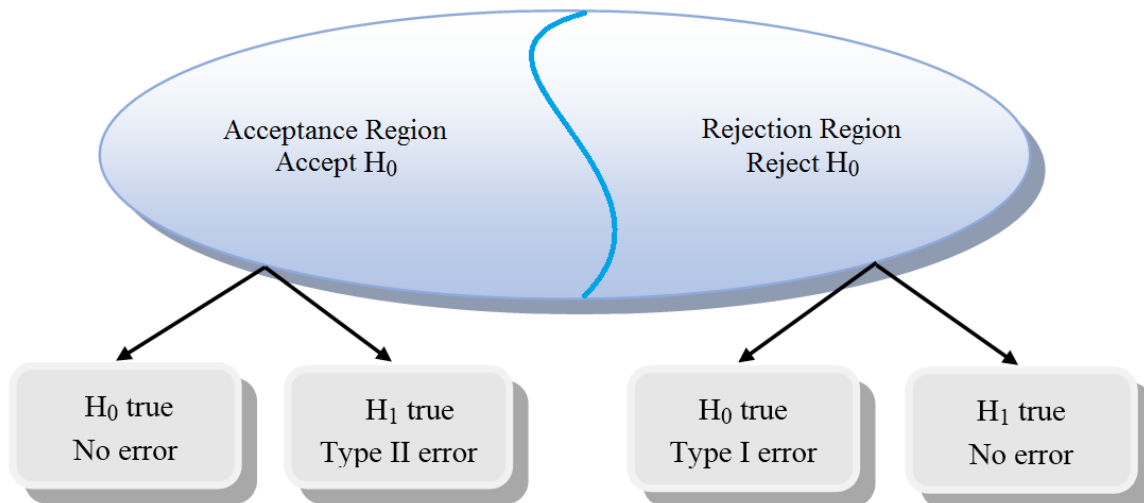 Acceptance Region
Accept H₀
Rejection Region
Reject H₀
H₀ true
No error
H₁ true
Type II error
H₀ true
Type I error
H₁ true
No error